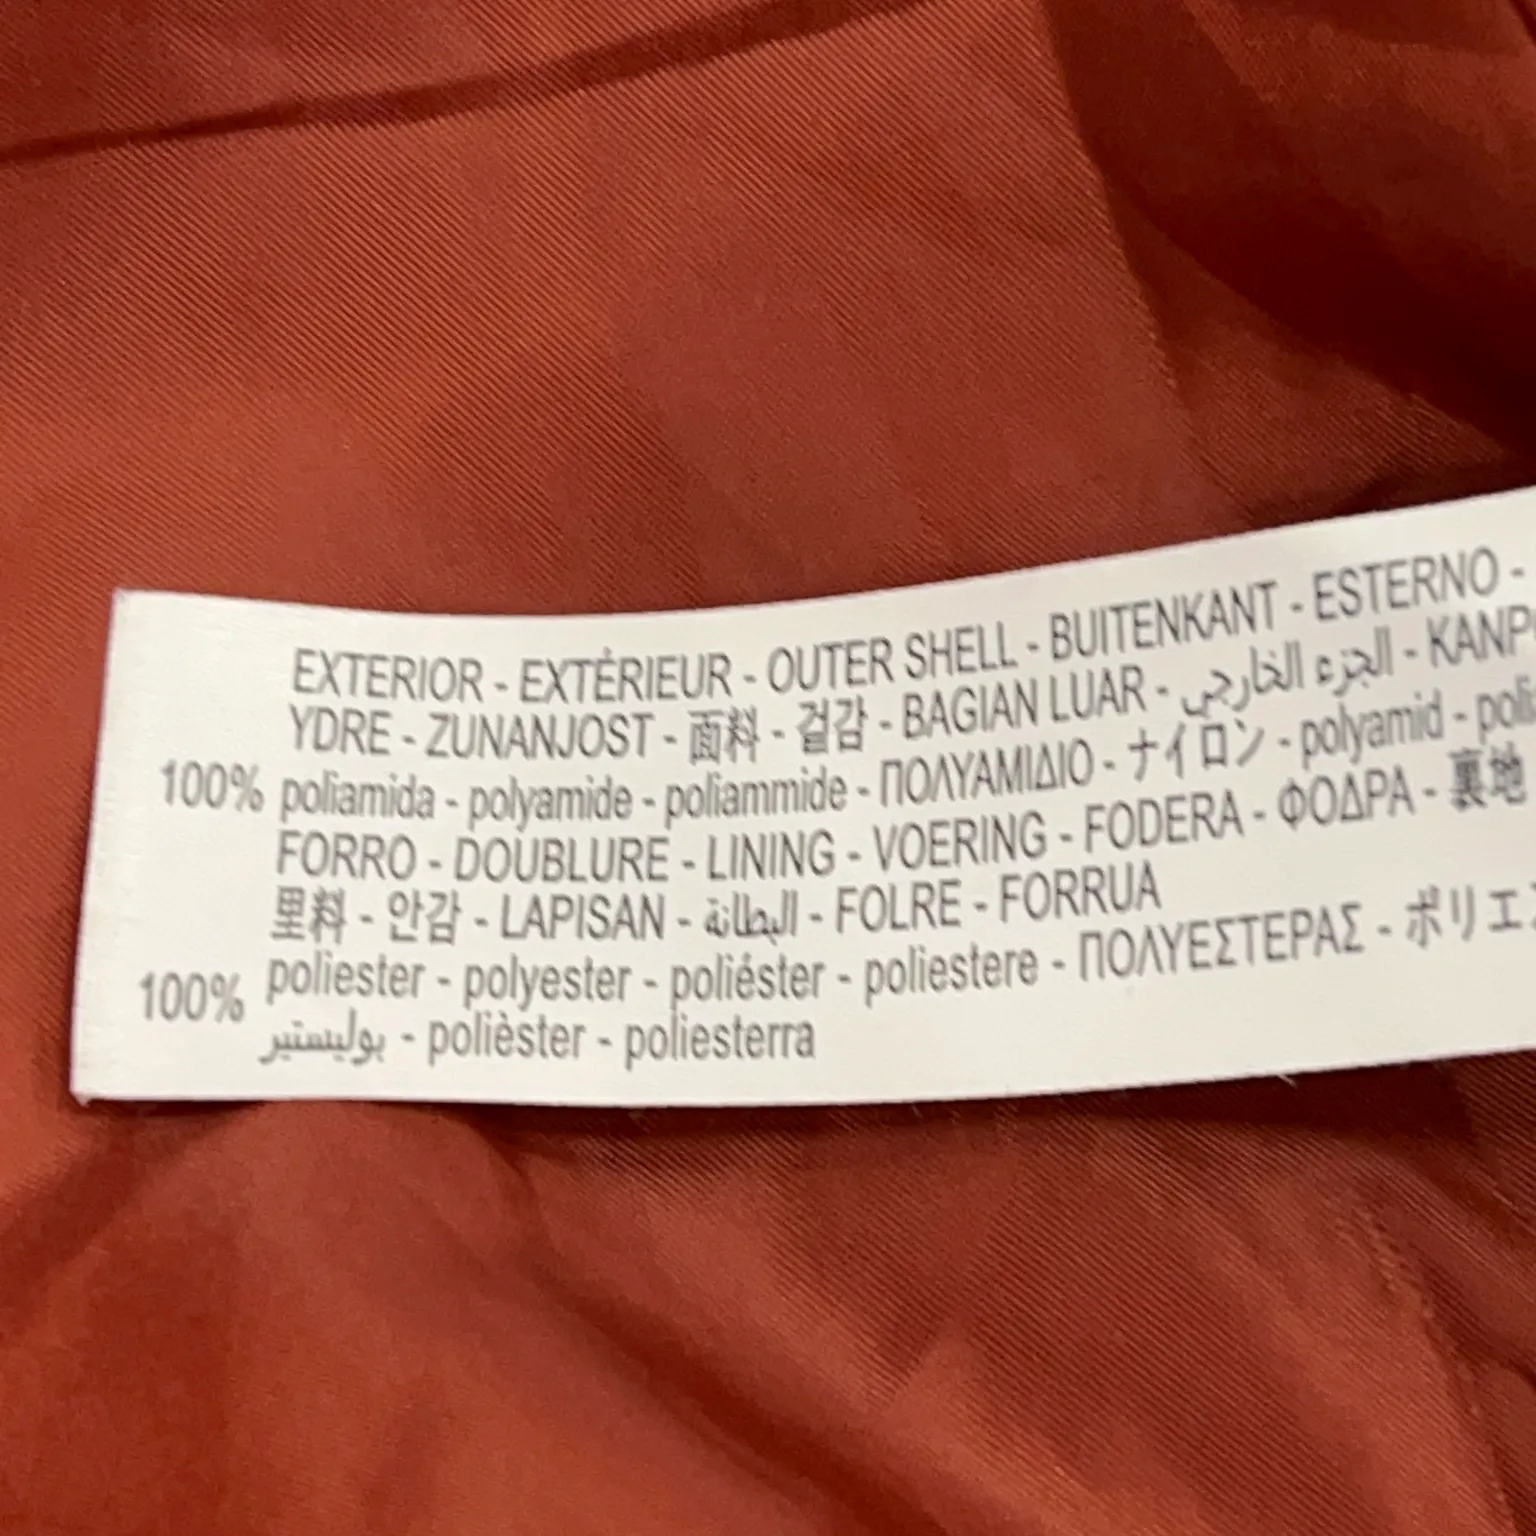 EXTERIOR - EXTÉRIEUR - OUTER SHELL - BUITENKANT - ESTERNO -
YDRE - ZUNANJOST - 面料 - 겉감 - BAGIAN LUAR - الجزء الخارجي -
100% poliamida - polyamide - poliammide - ΠΟΛΥΑΜΙΔΙΟ - ナイロン - polyamid -
FORRO - DOUBLURE - LINING - VOERING - FODERA - ΦΟΔΡΑ - 裏地
里料 - 안감 - LAPISAN - البطانة - FOLRE - FORRUA
100% poliester - polyester - poliéster - poliestere - ΠΟΛΥΕΣΤΕΡΑΣ -
بوليستير - polièster - poliesterra